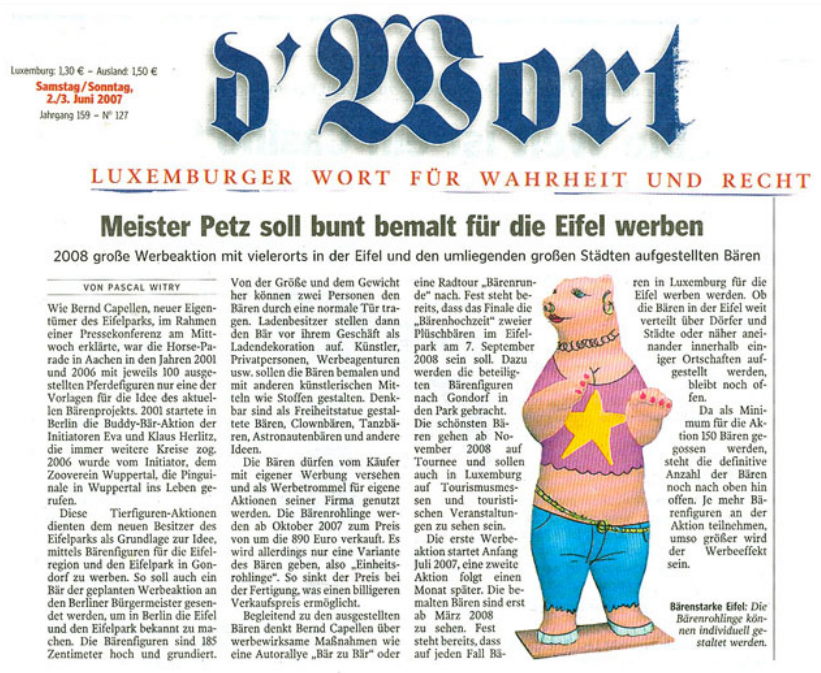 Luxemburg: 1,30 € – Ausland: 1,50 €
Samstag/Sonntag,
2./3. Juni 2007
Jahrgang 159 – N° 127
d'Wort
LUXEMBURGER WORT FÜR WAHRHEIT UND RECHT
Meister Petz soll bunt bemalt für die Eifel werben
2008 große Werbeaktion mit vielerorts in der Eifel und den umliegenden großen Städten aufgestellten Bären
VON PASCAL WITRY
Wie Bernd Capellen, neuer Eigen-
tümer des Eifelparks, im Rahmen
einer Pressekonferenz am Mitt-
woch erklärte, war die Horse-Pa-
rade in Aachen in den Jahren 2001
und 2006 mit jeweils 100 ausge-
stellten Pferdefiguren nur eine der
Vorlagen für die Idee des aktuel-
len Bärenprojekts. 2001 startete in
Berlin die Buddy-Bär-Aktion der
Initiatoren Eva und Klaus Herlitz,
die immer weitere Kreise zog.
2006 wurde vom Initiator, dem
Zooverein Wuppertal, die Pingui-
nale in Wuppertal ins Leben ge-
rufen.
Diese Tierfiguren-Aktionen
dienten dem neuen Besitzer des
Eifelparks als Grundlage zur Idee,
mittels Bärenfiguren für die Eifel-
region und den Eifelpark in Gon-
dorf zu werben. So soll auch ein
Bär der geplanten Werbeaktion an
den Berliner Bürgermeister gesen-
det werden, um in Berlin die Eifel
und den Eifelpark bekannt zu ma-
chen. Die Bärenfiguren sind 185
Zentimeter hoch und grundiert.
Von der Größe und dem Gewicht
her können zwei Personen den
Bären durch eine normale Tür tra-
gen. Ladenbesitzer stellen dann
den Bär vor ihrem Geschäft als
Ladendekoration auf. Künstler,
Privatpersonen, Werbeagenturen
usw. sollen die Bären bemalen und
mit anderen künstlerischen Mit-
teln wie Stoffen gestalten. Denk-
bar sind als Freiheitstatue gestal-
tete Bären, Clownbären, Tanzbä-
ren, Astronautenbären und andere
Ideen.
Die Bären dürfen vom Käufer
mit eigener Werbung versehen
und als Werbetrommel für eigene
Aktionen seiner Firma genutzt
werden. Die Bärenrohlinge wer-
den ab Oktober 2007 zum Preis
von um die 890 Euro verkauft. Es
wird allerdings nur eine Variante
des Bären geben, also „Einheits-
rohlinge". So sinkt der Preis bei
der Fertigung, was einen billigeren
Verkaufspreis ermöglicht.
Begleitend zu den ausgestellten
Bären denkt Bernd Capellen über
werbewirksame Maßnahmen wie
eine Autorallye „Bär zu Bär" oder
eine Radtour „Bärenrun-
de" nach. Fest steht be-
reits, dass das Finale die
„Bärenhochzeit" zweier
Plüschbären im Eifel-
park am 7. September
2008 sein soll. Dazu
werden die beteilig-
ten Bärenfiguren
nach Gondorf in
den Park gebracht.
Die schönsten Bä-
ren gehen ab No-
vember 2008 auf
Tournee und sollen
auch in Luxemburg
auf Tourismusmes-
sen und touristi-
schen Veranstaltun-
gen zu sehen sein.
Die erste Werbe-
aktion startet Anfang
Juli 2007, eine zweite
Aktion folgt einen
Monat später. Die be-
malten Bären sind erst
ab März 2008
zu sehen. Fest
steht bereits, dass
auf jeden Fall Bä-
ren in Luxemburg für die
Eifel werben werden. Ob
die Bären in der Eifel weit
verteilt über Dörfer und
Städte oder näher anei-
nander innerhalb ein-
iger Ortschaften auf-
gestellt werden,
bleibt noch of-
fen.
Da als Mini-
mum für die Ak-
tion 150 Bären ge-
gossen werden,
steht die definitive
Anzahl der Bären
noch nach oben hin
offen. Je mehr Bä-
renfiguren an der
Aktion teilnehmen,
umso größer wird
der Werbeeffekt
sein.
Bärenstarke Eifel: Die
Bärenrohlinge kön-
nen individuell ge-
staltet werden.